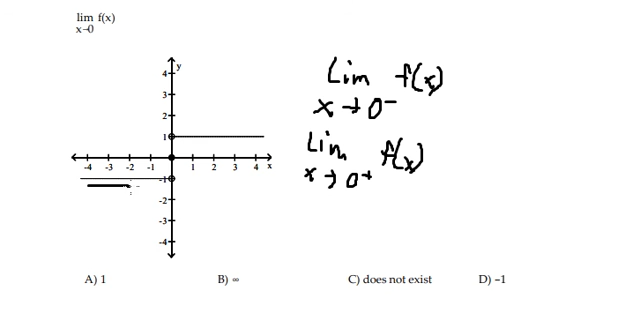 lim f(x)
x→0
y
4
3
2
1
-4 -3 -2 -1 1 2 3 4 x
-1
-2
-3
-4
Lim f(x)
x→0⁻
Lim f(x)
x→0⁺
A) 1 B) ∞ C) does not exist D) –1